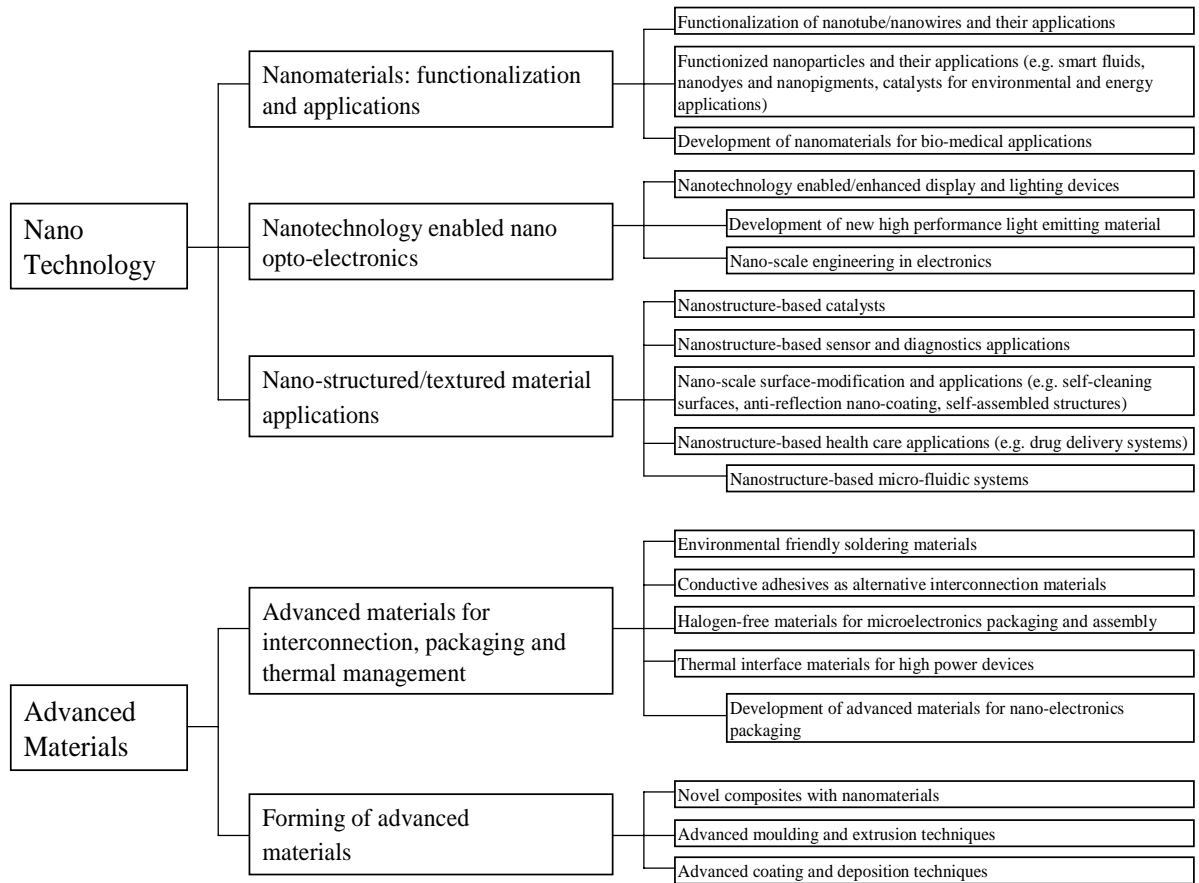 Functionalization of nanotube/nanowires and their applications
Nanomaterials: functionalization
and applications
Functionized nanoparticles and their applications (e.g. smart fluids,
nanodyes and nanopigments, catalysts for environmental and energy
applications)
Development of nanomaterials for bio-medical applications
Nano
Technology
Nanotechnology enabled nano
opto-electronics
Nanotechnology enabled/enhanced display and lighting devices
Development of new high performance light emitting material
Nano-scale engineering in electronics
Nano-structured/textured material
applications
Nanostructure-based catalysts
Nanostructure-based sensor and diagnostics applications
Nano-scale surface-modification and applications (e.g. self-cleaning
surfaces, anti-reflection nano-coating, self-assembled structures)
Nanostructure-based health care applications (e.g. drug delivery systems)
Nanostructure-based micro-fluidic systems
Advanced
Materials
Advanced materials for
interconnection, packaging and
thermal management
Environmental friendly soldering materials
Conductive adhesives as alternative interconnection materials
Halogen-free materials for microelectronics packaging and assembly
Thermal interface materials for high power devices
Development of advanced materials for nano-electronics
packaging
Forming of advanced
materials
Novel composites with nanomaterials
Advanced moulding and extrusion techniques
Advanced coating and deposition techniques